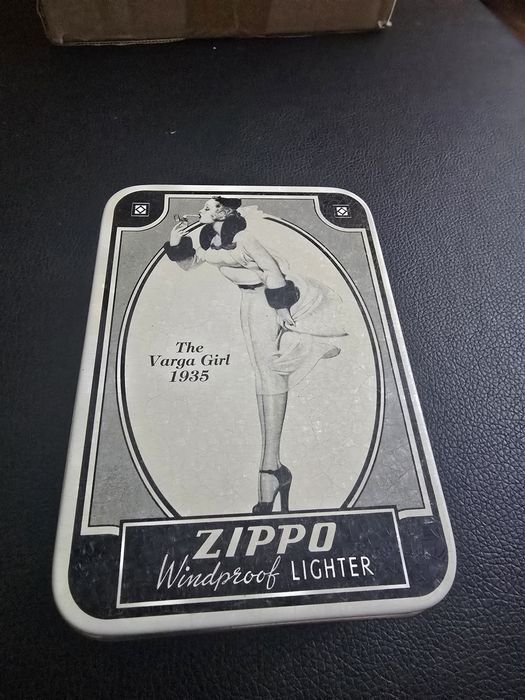 The
Varga Girl
1935
ZIPPO
Windproof LIGHTER